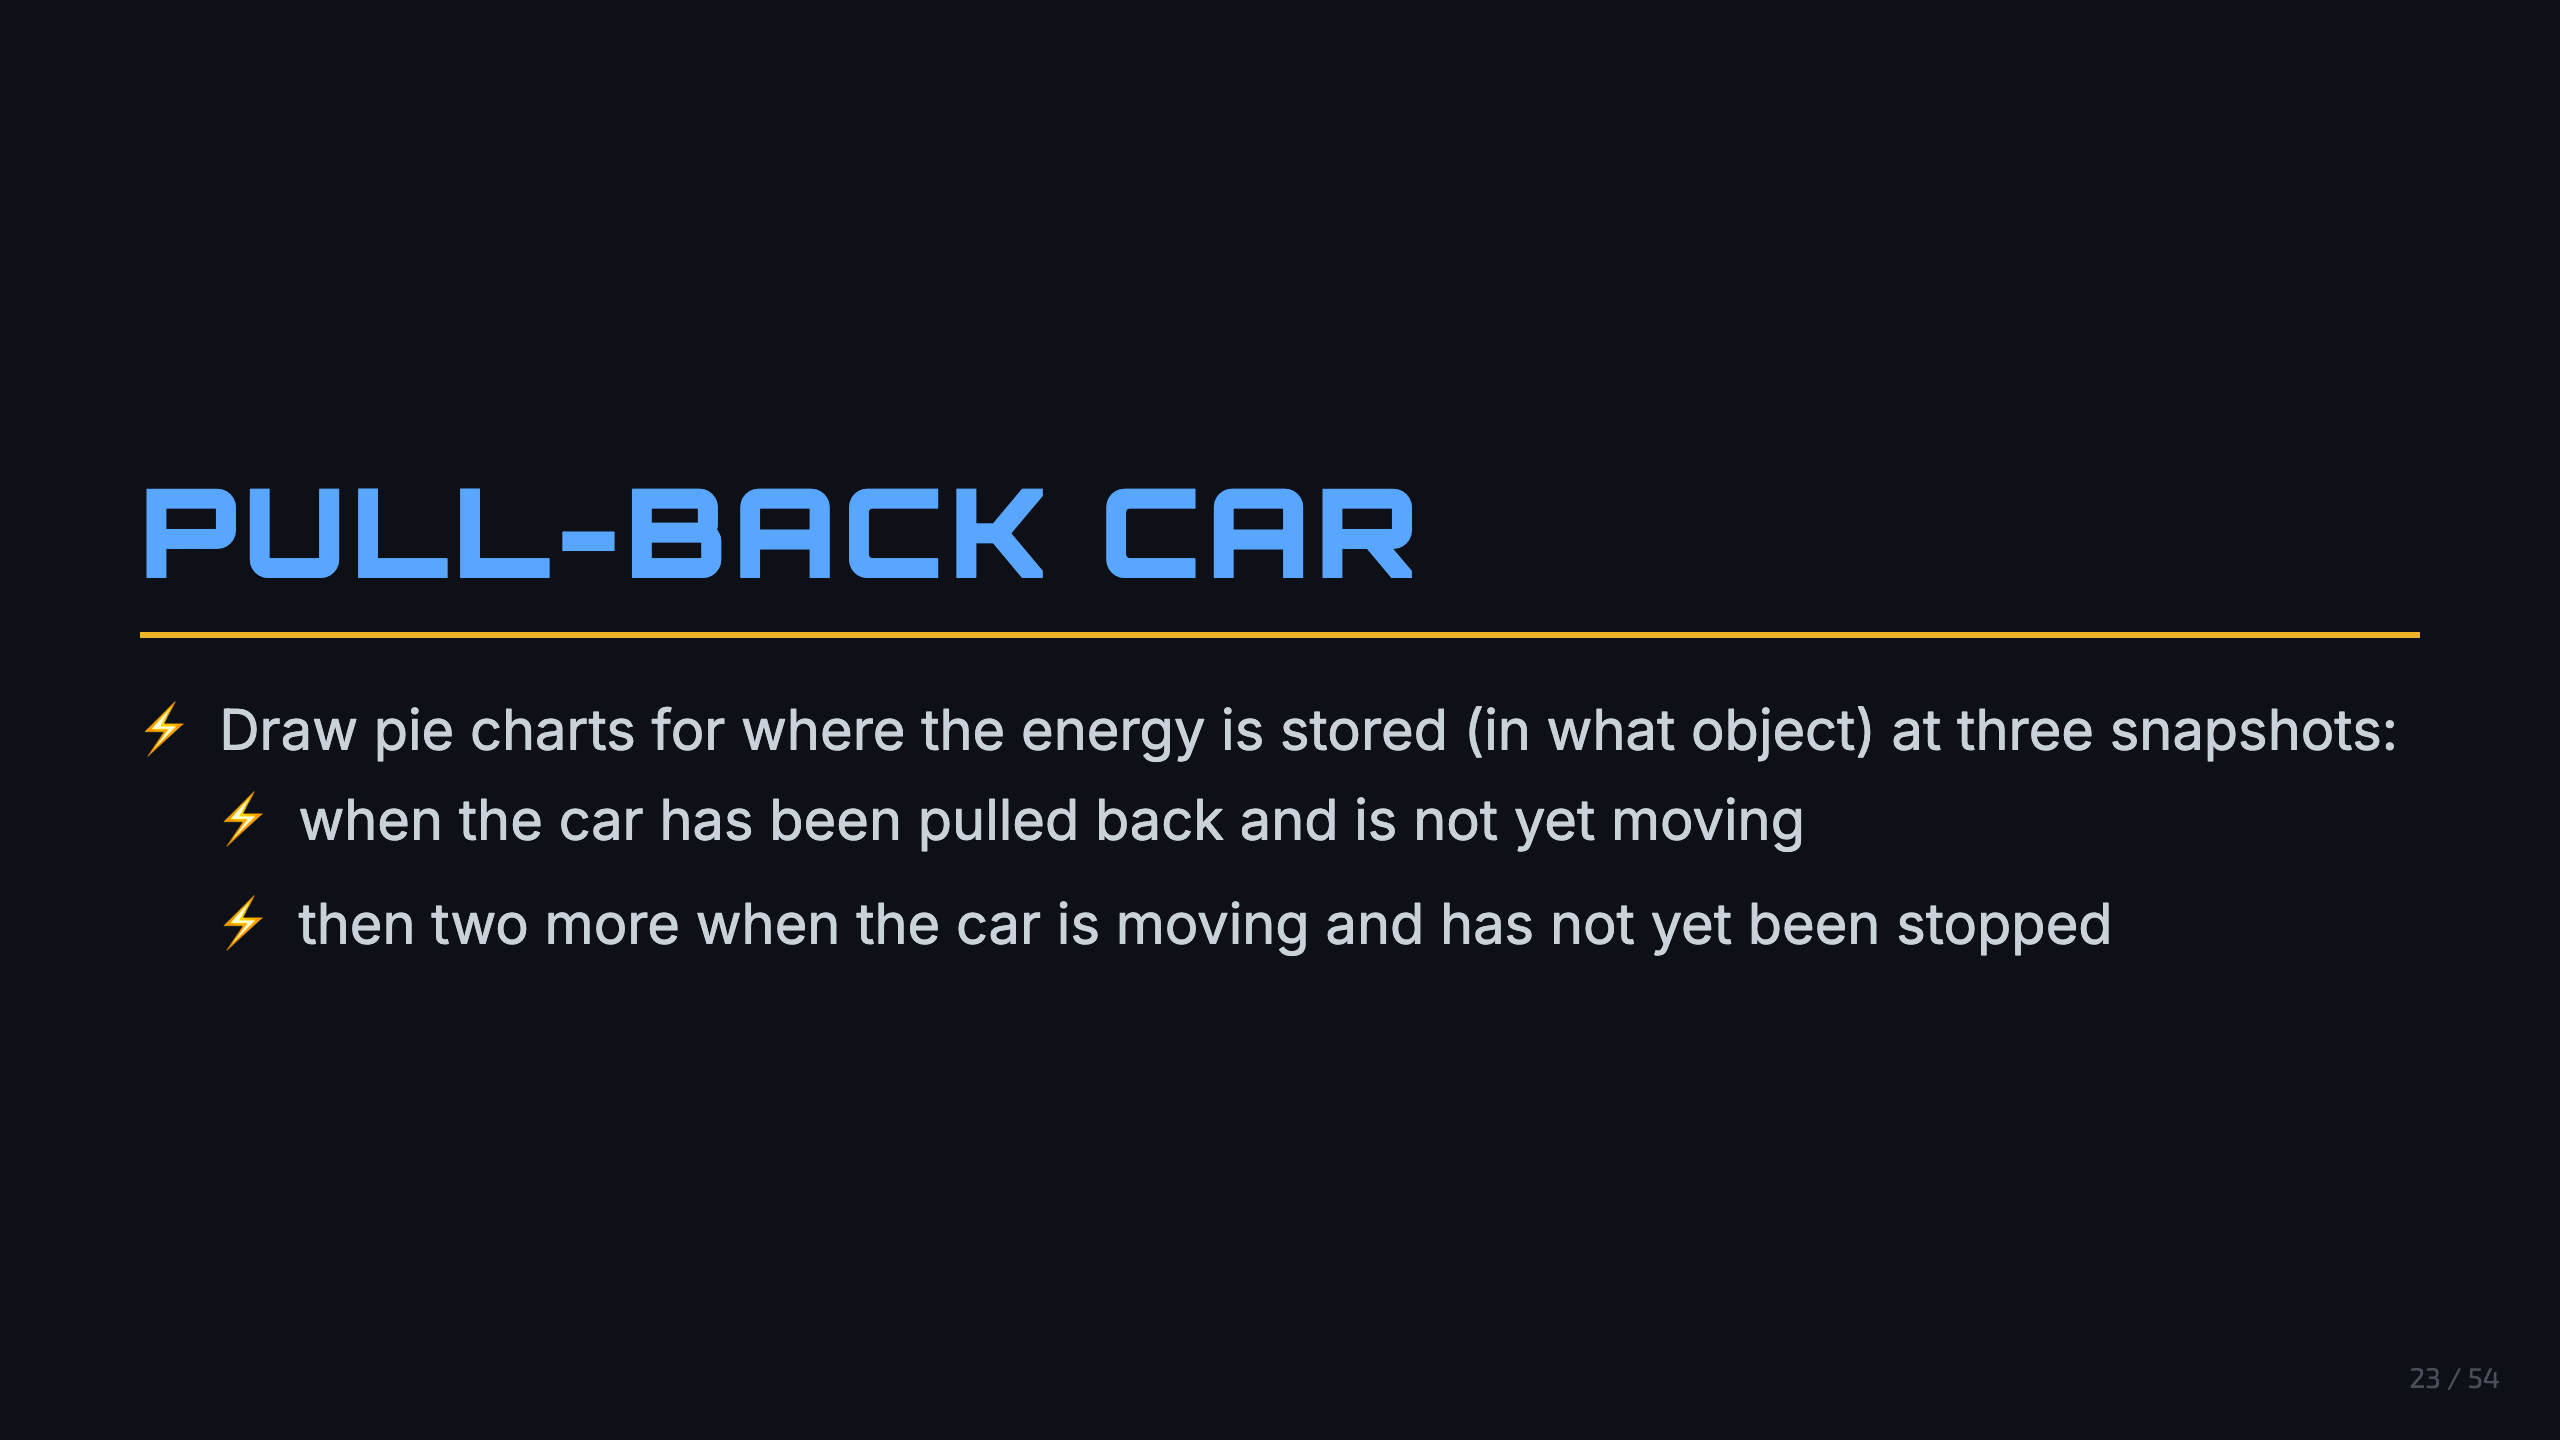 PULL-BACK CAR
⚡ Draw pie charts for where the energy is stored (in what object) at three snapshots:
⚡ when the car has been pulled back and is not yet moving
⚡ then two more when the car is moving and has not yet been stopped
23 / 54